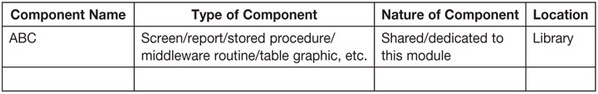 Component Name Type of Component Nature of Component Location
ABC Screen/report/stored procedure/ Shared/dedicated to Library
middleware routine/table graphic, etc. this module